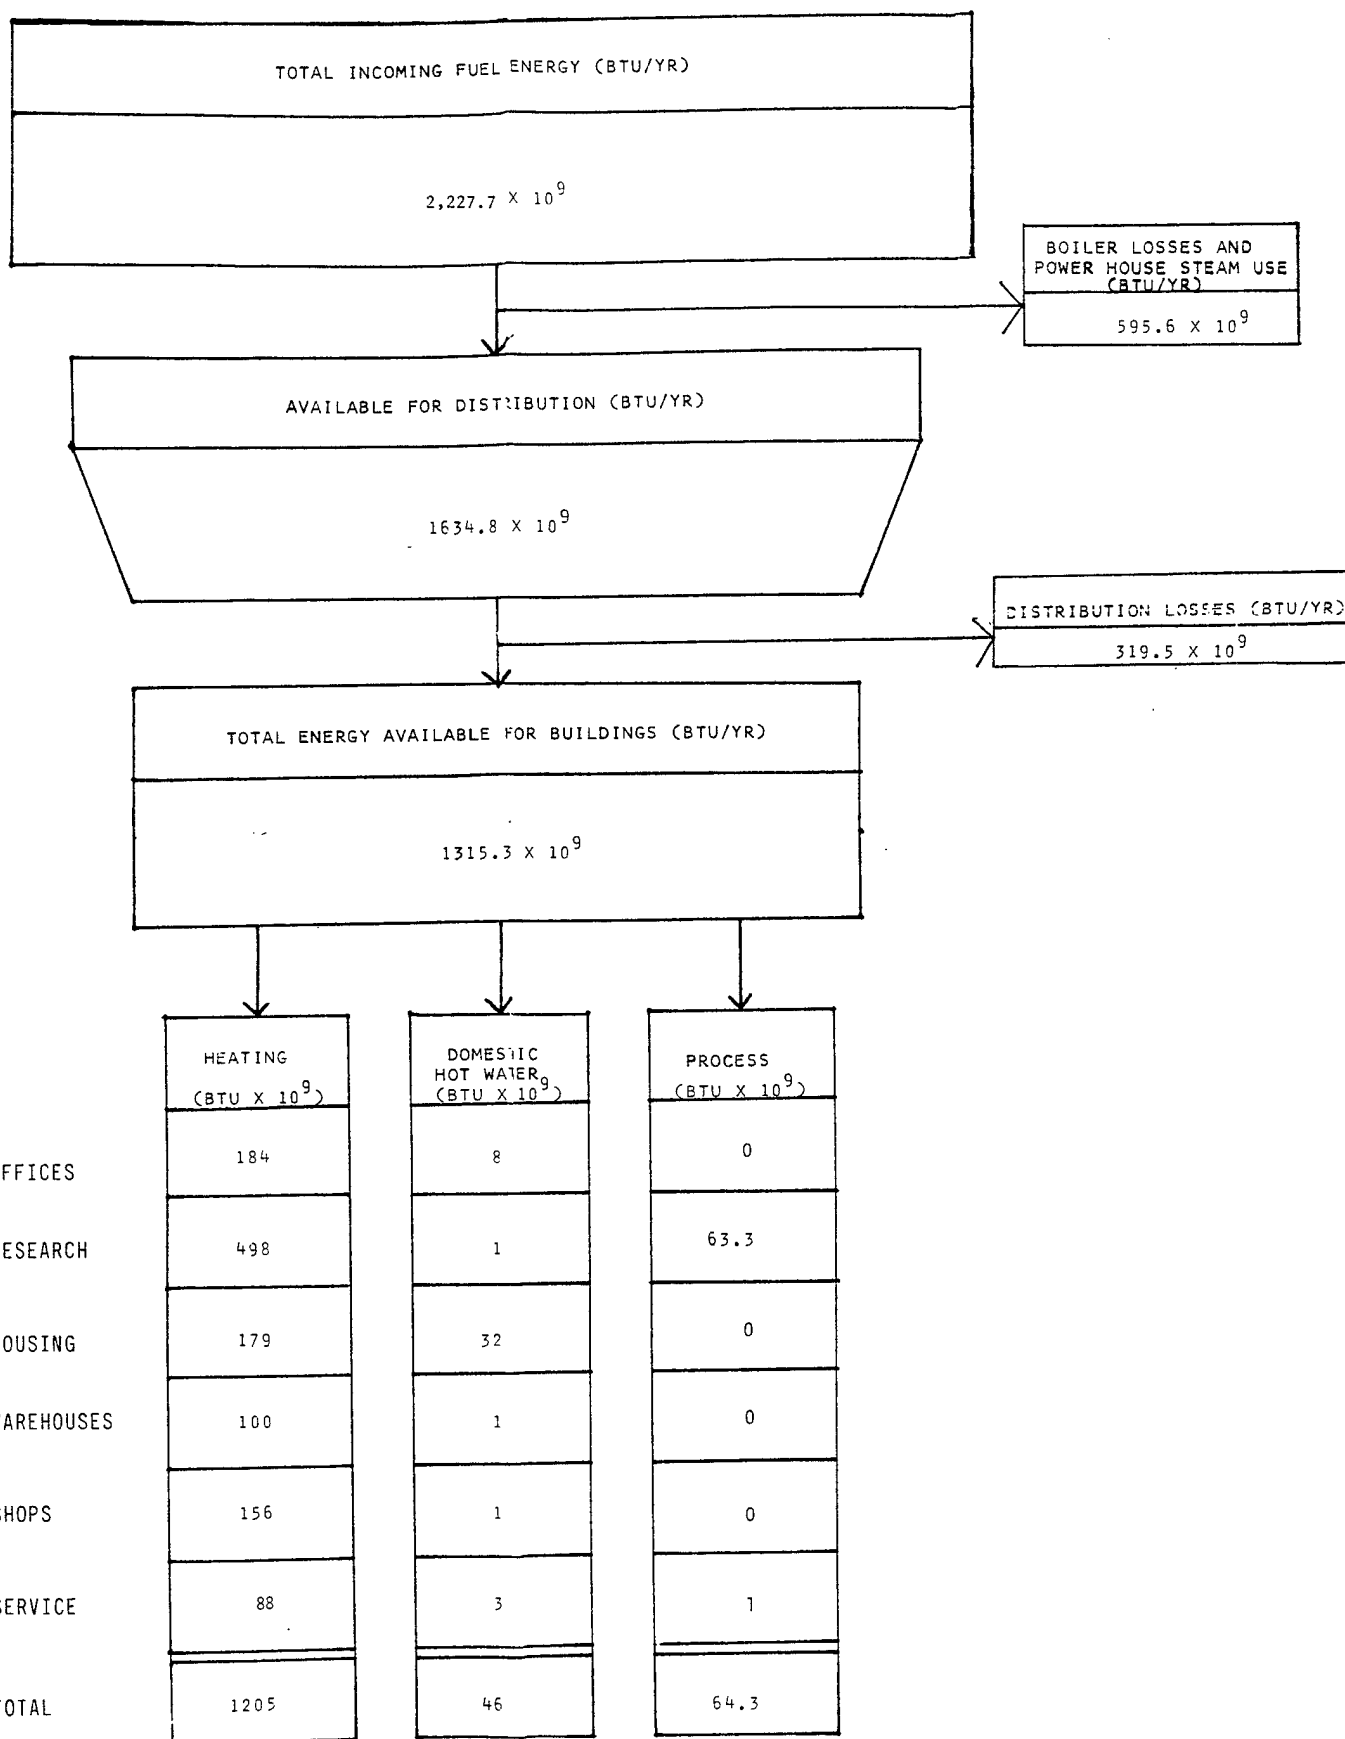 TOTAL INCOMING FUEL ENERGY (BTU/YR)
2,227.7 X 10⁹
BOILER LOSSES AND
POWER HOUSE STEAM USE
(BTU/YR)
595.6 X 10⁹
AVAILABLE FOR DISTRIBUTION (BTU/YR)
1634.8 X 10⁹
DISTRIBUTION LOSSES (BTU/YR)
319.5 X 10⁹
TOTAL ENERGY AVAILABLE FOR BUILDINGS (BTU/YR)
1315.3 X 10⁹
HEATING
(BTU X 10⁹)
DOMESTIC
HOT WATER
(BTU X 10⁹)
PROCESS
(BTU X 10⁹)
FFICES 184 8 0
ESEARCH 498 1 63.3
OUSING 179 32 0
AREHOUSES 100 1 0
SHOPS 156 1 0
SERVICE 88 3 1
TOTAL 1205 46 64.3